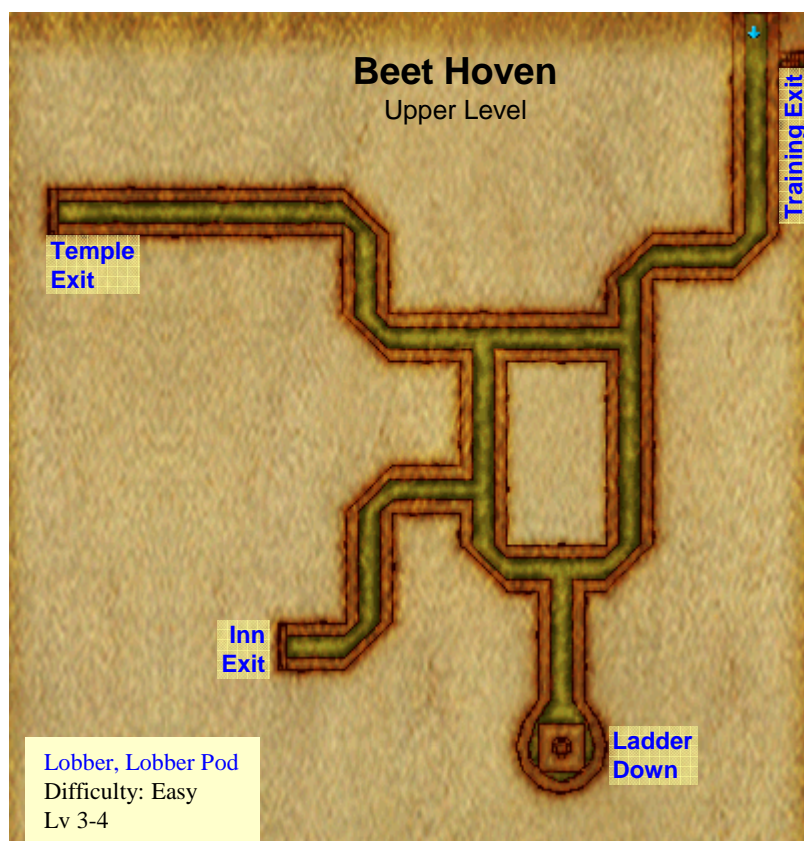 Beet Hoven
Upper Level
Training Exit
Temple
Exit
Inn
Exit
Ladder
Down
Lobber, Lobber Pod
Difficulty: Easy
Lv 3-4